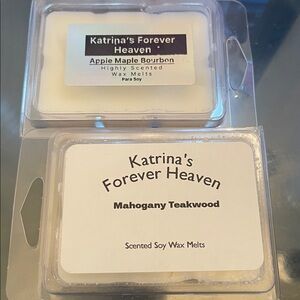 Katrina's Forever
Heaven
Apple Maple Bourbon
Highly Scented
Wax Melts
Para Soy
Katrina's
Forever Heaven
Mahogany Teakwood
Scented Soy Wax Melts